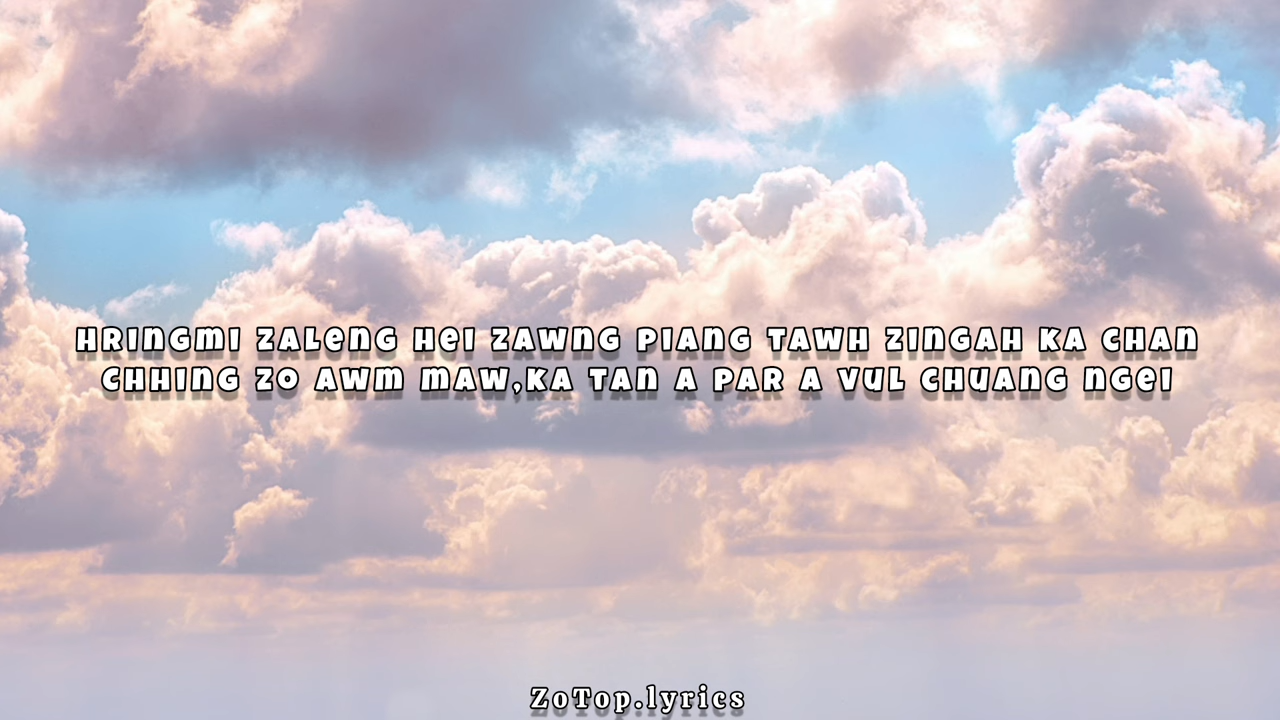 Hringmi zaleng hei zawng piang tawh zingah ka chan
chhing zo awm maw,ka tan a par a vul chuang ngei
ZoTop.lyrics